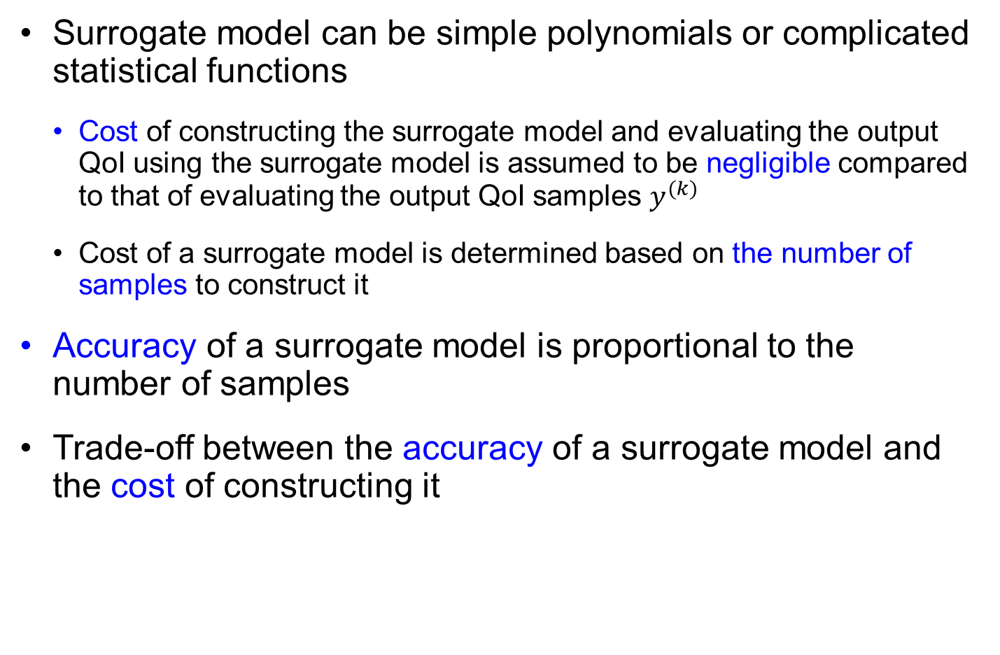 • Surrogate model can be simple polynomials or complicated
statistical functions
• Cost of constructing the surrogate model and evaluating the output
QoI using the surrogate model is assumed to be negligible compared
to that of evaluating the output QoI samples 𝑦⁽ᵏ⁾
• Cost of a surrogate model is determined based on the number of
samples to construct it
• Accuracy of a surrogate model is proportional to the
number of samples
• Trade-off between the accuracy of a surrogate model and
the cost of constructing it